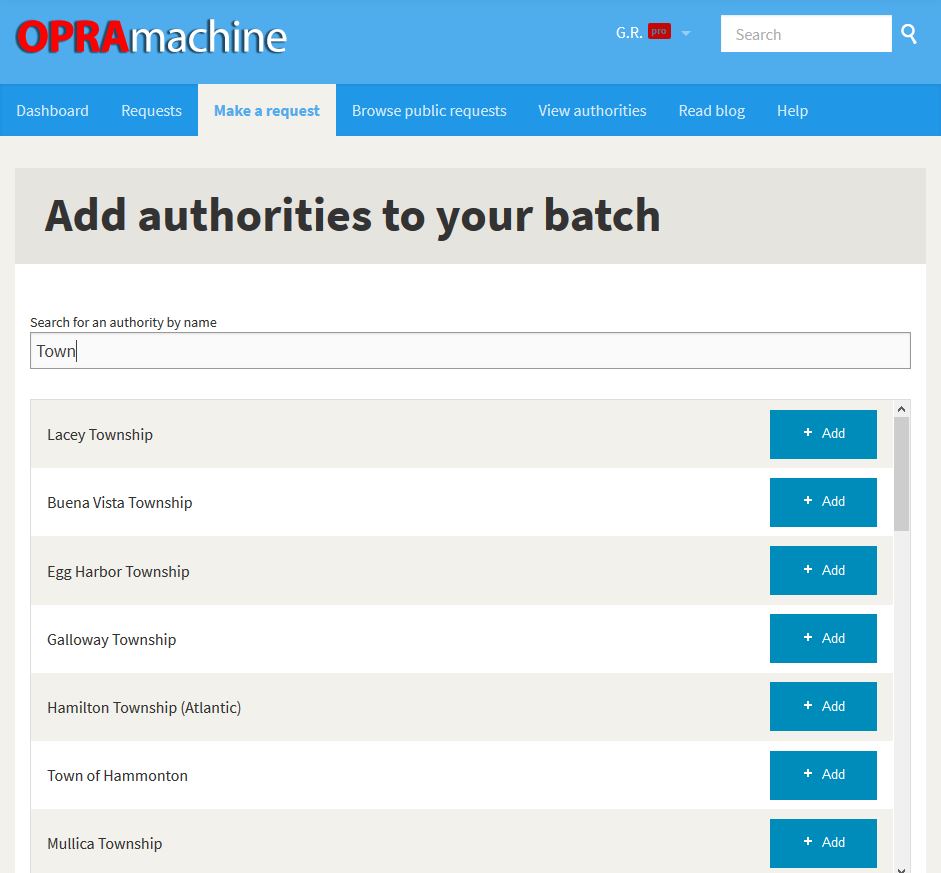 OPRAmachine
G.R. pro
Search
Dashboard Requests Make a request Browse public requests View authorities Read blog Help
Add authorities to your batch
Search for an authority by name
Town
Lacey Township + Add
Buena Vista Township + Add
Egg Harbor Township + Add
Galloway Township + Add
Hamilton Township (Atlantic) + Add
Town of Hammonton + Add
Mullica Township + Add